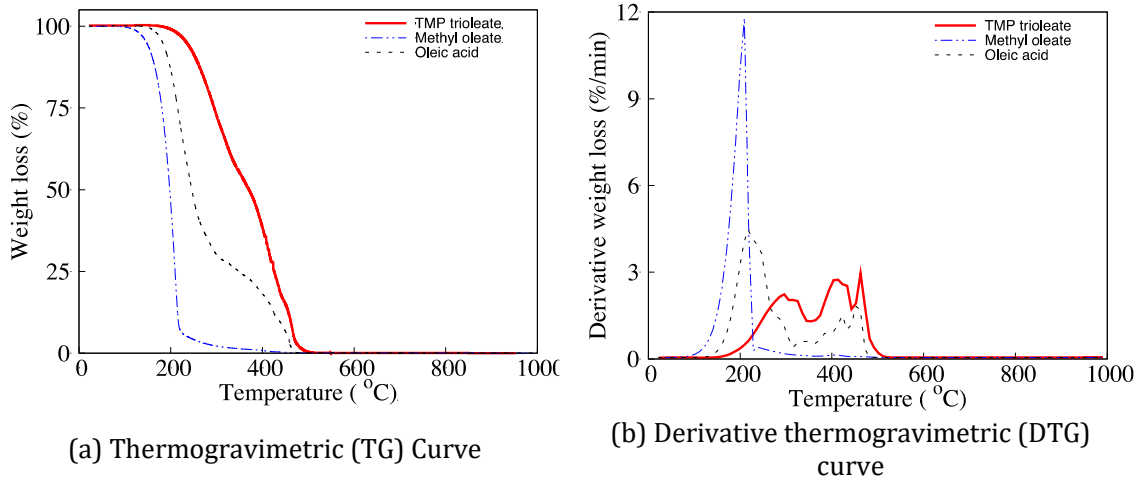 TMP trioleate
Methyl oleate
Oleic acid
100
75
50
25
0
Weight loss (%)
0 200 400 600 800 1000
Temperature ( °C)
(a) Thermogravimetric (TG) Curve
TMP trioleate
Methyl oleate
Oleic acid
12
9
6
3
0
Derivative weight loss (%/min)
0 200 400 600 800 1000
Temperature ( °C)
(b) Derivative thermogravimetric (DTG)
curve